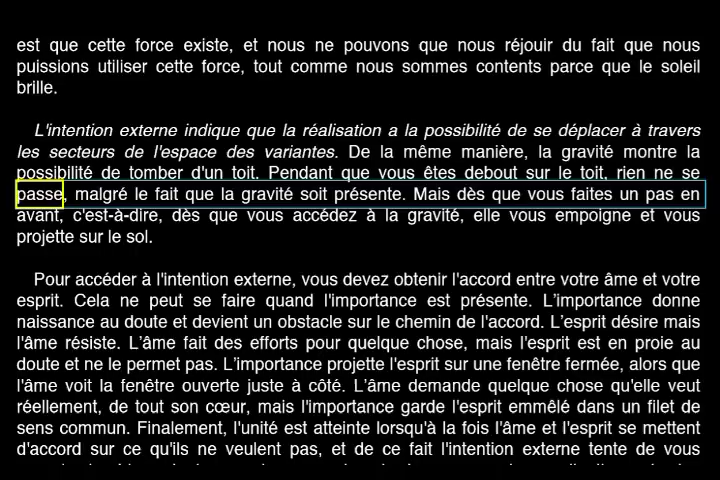 est que cette force existe, et nous ne pouvons que nous réjouir du fait que nous
puissions utiliser cette force, tout comme nous sommes contents parce que le soleil
brille.
L'intention externe indique que la réalisation a la possibilité de se déplacer à travers
les secteurs de l'espace des variantes. De la même manière, la gravité montre la
possibilité de tomber d'un toit. Pendant que vous êtes debout sur le toit, rien ne se
passe, malgré le fait que la gravité soit présente. Mais dès que vous faites un pas en
avant, c'est-à-dire, dès que vous accédez à la gravité, elle vous empoigne et vous
projette sur le sol.
Pour accéder à l'intention externe, vous devez obtenir l'accord entre votre âme et votre
esprit. Cela ne peut se faire quand l'importance est présente. L'importance donne
naissance au doute et devient un obstacle sur le chemin de l'accord. L'esprit désire mais
l'âme résiste. L'âme fait des efforts pour quelque chose, mais l'esprit est en proie au
doute et ne le permet pas. L'importance projette l'esprit sur une fenêtre fermée, alors que
l'âme voit la fenêtre ouverte juste à côté. L'âme demande quelque chose qu'elle veut
réellement, de tout son cœur, mais l'importance garde l'esprit emmêlé dans un filet de
sens commun. Finalement, l'unité est atteinte lorsqu'à la fois l'âme et l'esprit se mettent
d'accord sur ce qu'ils ne veulent pas, et de ce fait l'intention externe tente de vous